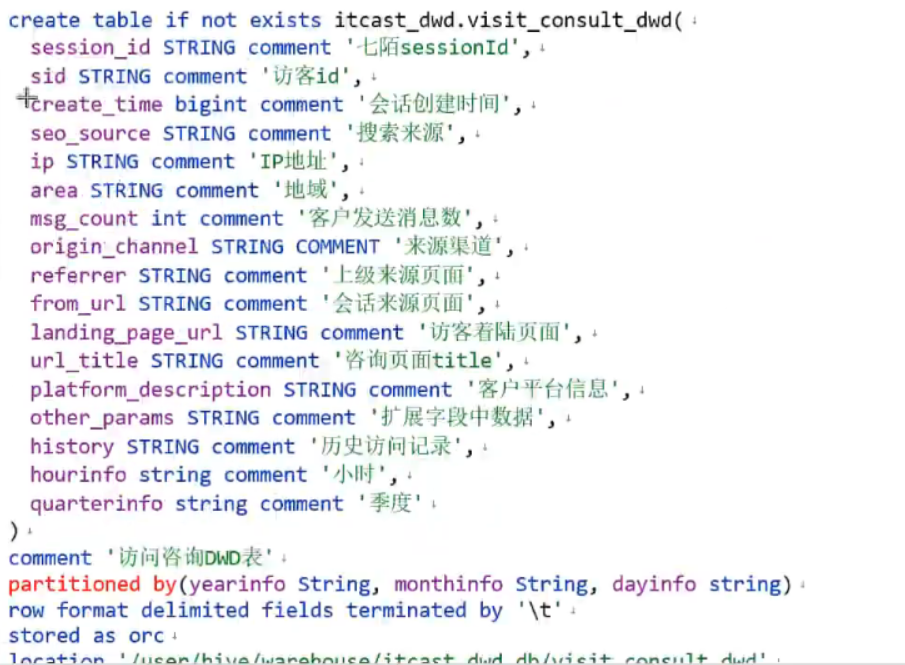 create table if not exists itcast_dwd.visit_consult_dwd(
session_id STRING comment '七陌sessionId',
sid STRING comment '访客id',
create_time bigint comment '会话创建时间',
seo_source STRING comment '搜索来源',
ip STRING comment 'IP地址',
area STRING comment '地域',
msg_count int comment '客户发送消息数',
origin_channel STRING COMMENT '来源渠道',
referrer STRING comment '上级来源页面',
from_url STRING comment '会话来源页面',
landing_page_url STRING comment '访客着陆页面',
url_title STRING comment '咨询页面title',
platform_description STRING comment '客户平台信息',
other_params STRING comment '扩展字段中数据',
history STRING comment '历史访问记录',
hourinfo string comment '小时',
quarterinfo string comment '季度'
)
comment '访问咨询DWD表'
partitioned by(yearinfo String, monthinfo String, dayinfo string)
row format delimited fields terminated by '\t'
stored as orc
location '/user/hive/warehouse/itcast_dwd.db/visit_consult_dwd'